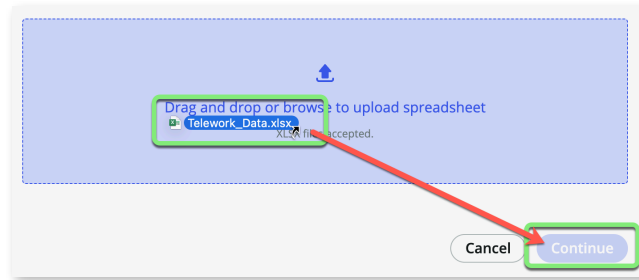 Drag and drop or browse to upload spreadsheet
Telework_Data.xlsx
XLSX files accepted.
Cancel
Continue